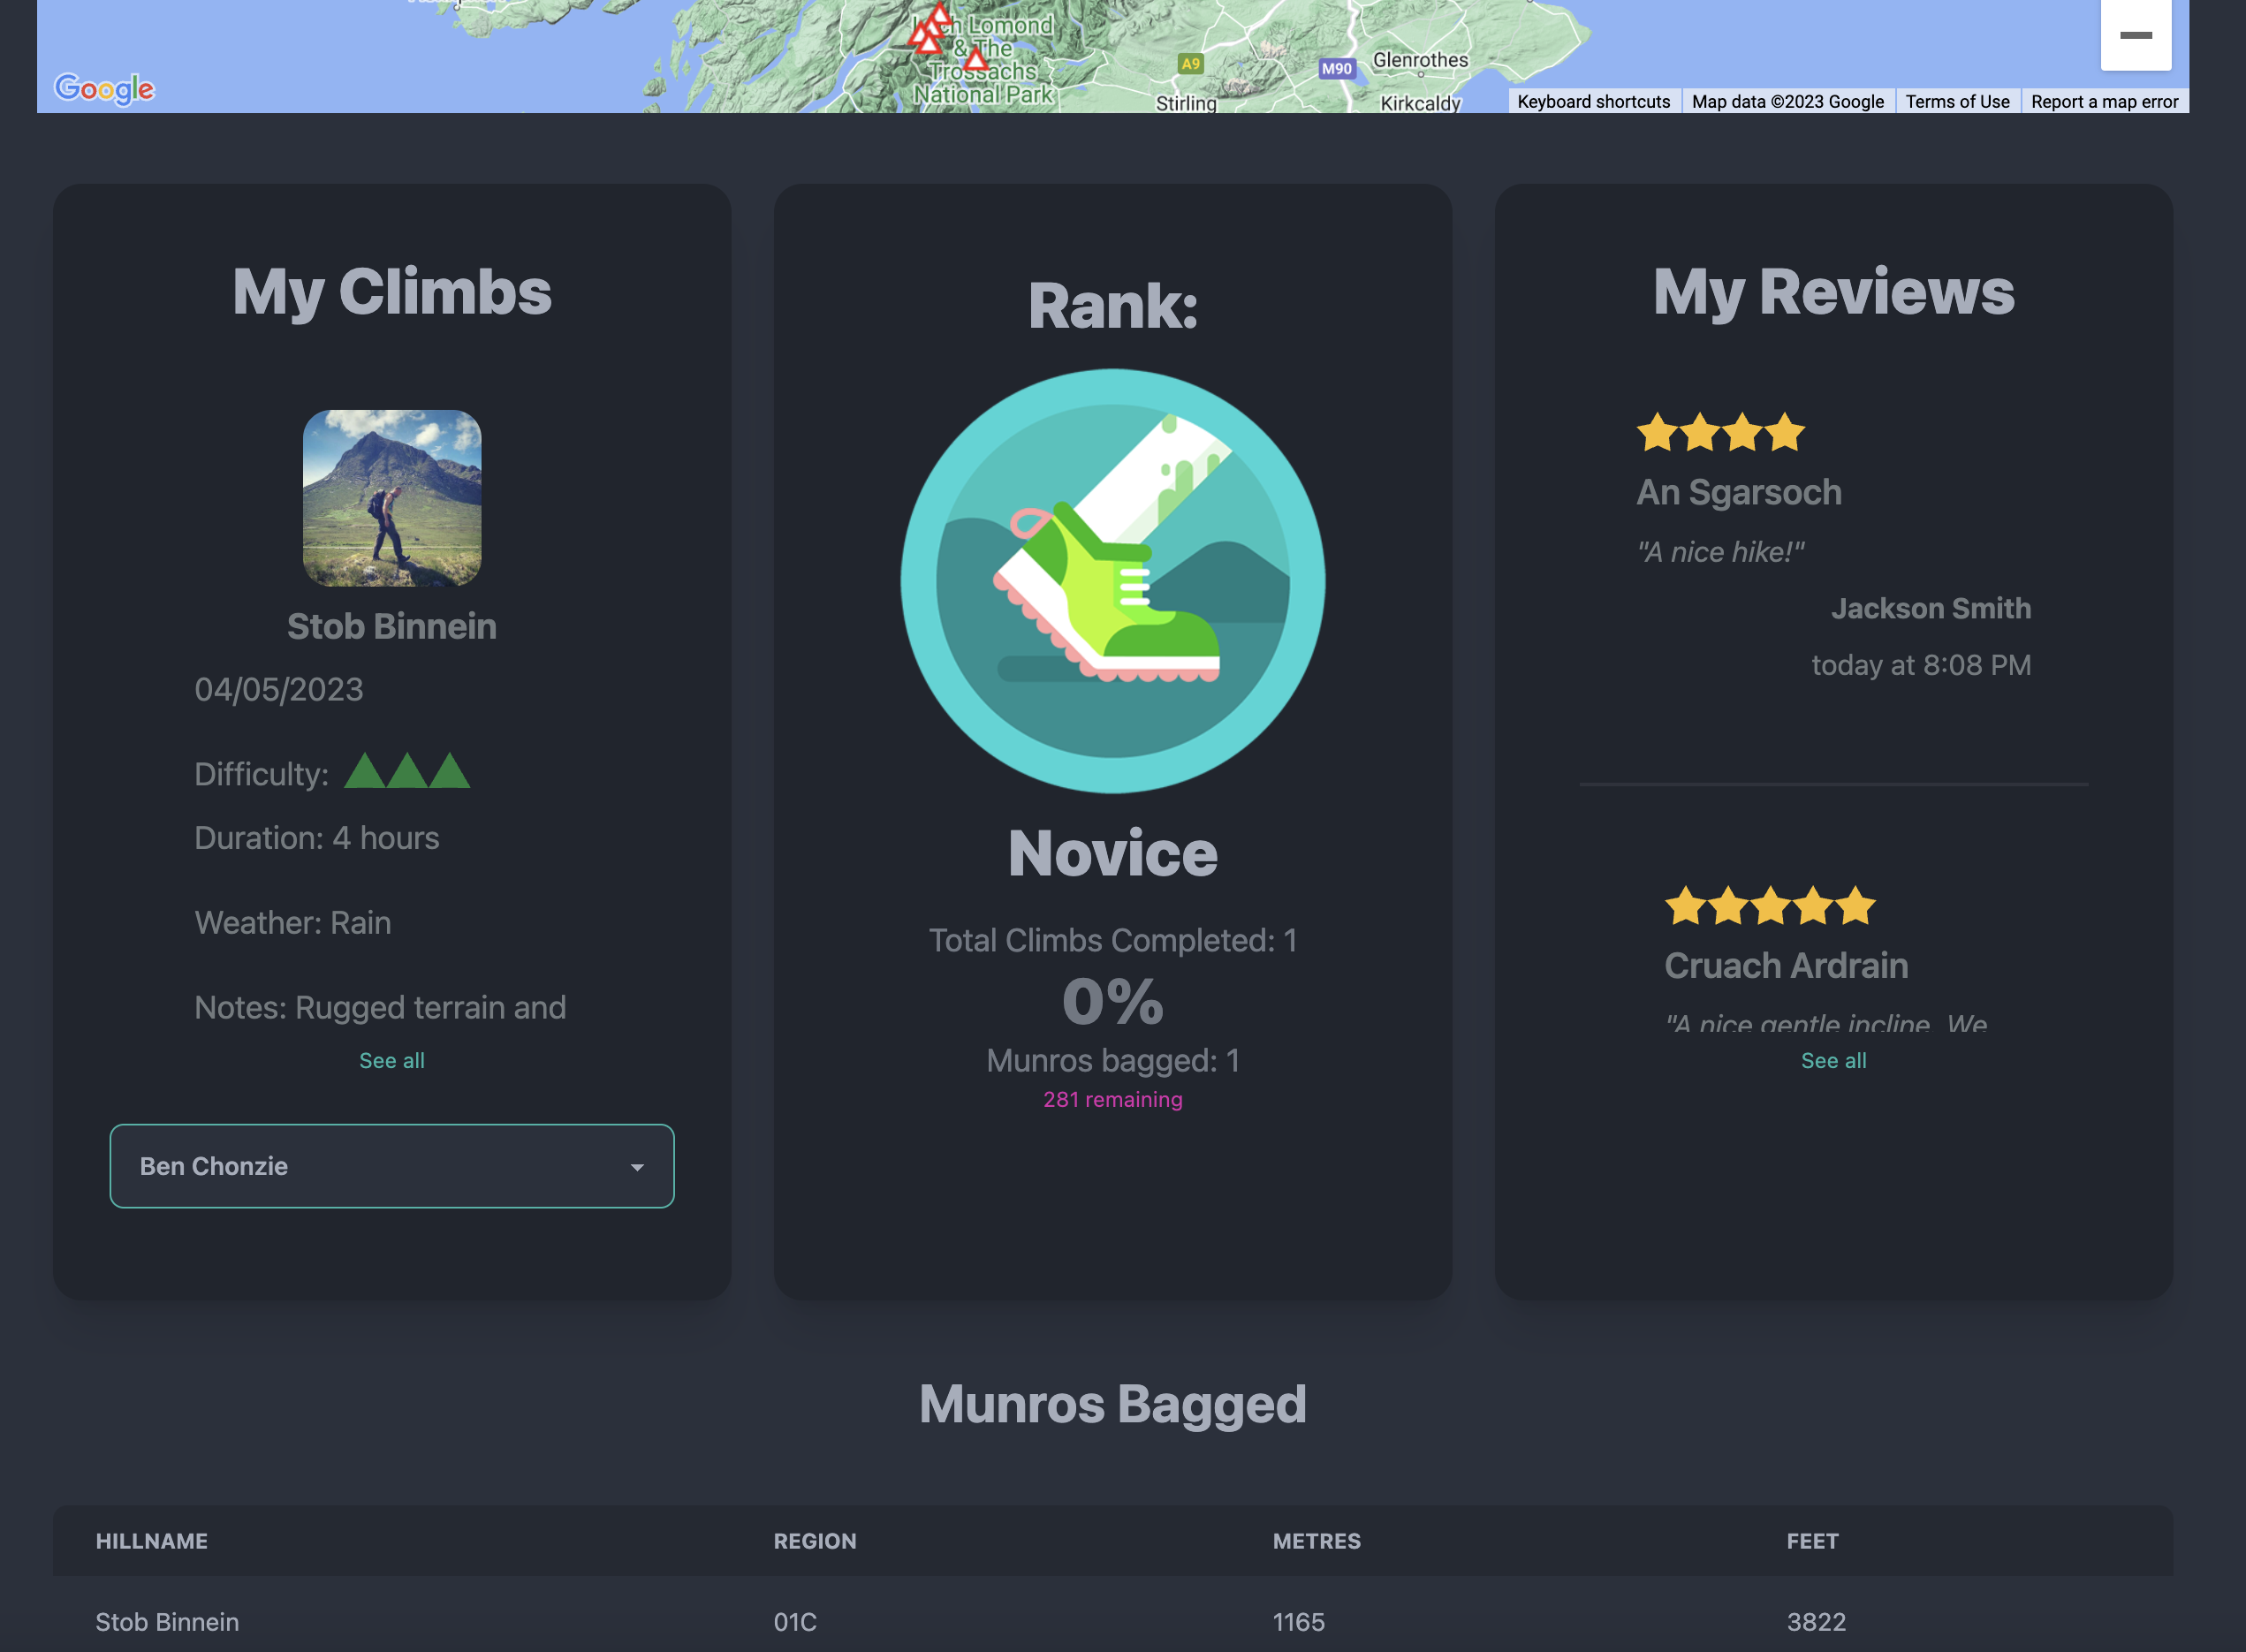 Loch Lomond
& The
Trossachs
National Park
A9
Stirling
M90
Glenrothes
Kirkcaldy
Google
Keyboard shortcuts
Map data ©2023 Google
Terms of Use
Report a map error
My Climbs
Stob Binnein
04/05/2023
Difficulty:
Duration: 4 hours
Weather: Rain
Notes: Rugged terrain and
See all
Ben Chonzie
Rank:
Novice
Total Climbs Completed: 1
0%
Munros bagged: 1
281 remaining
My Reviews
An Sgarsoch
"A nice hike!"
Jackson Smith
today at 8:08 PM
Cruach Ardrain
"A nice gentle incline. We
See all
Munros Bagged
HILLNAME REGION METRES FEET
Stob Binnein 01C 1165 3822